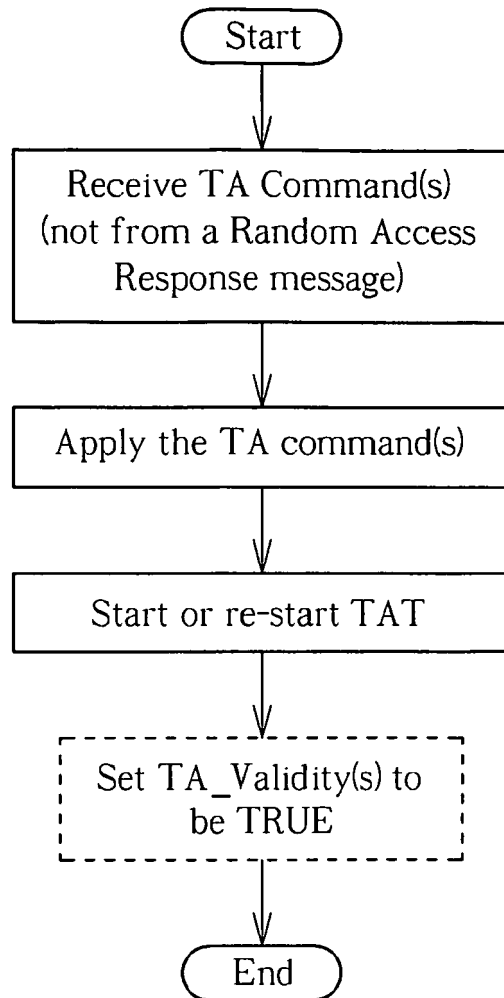 Start
Receive TA Command(s)
(not from a Random Access
Response message)
Apply the TA command(s)
Start or re-start TAT
Set TA_Validity(s) to
be TRUE
End